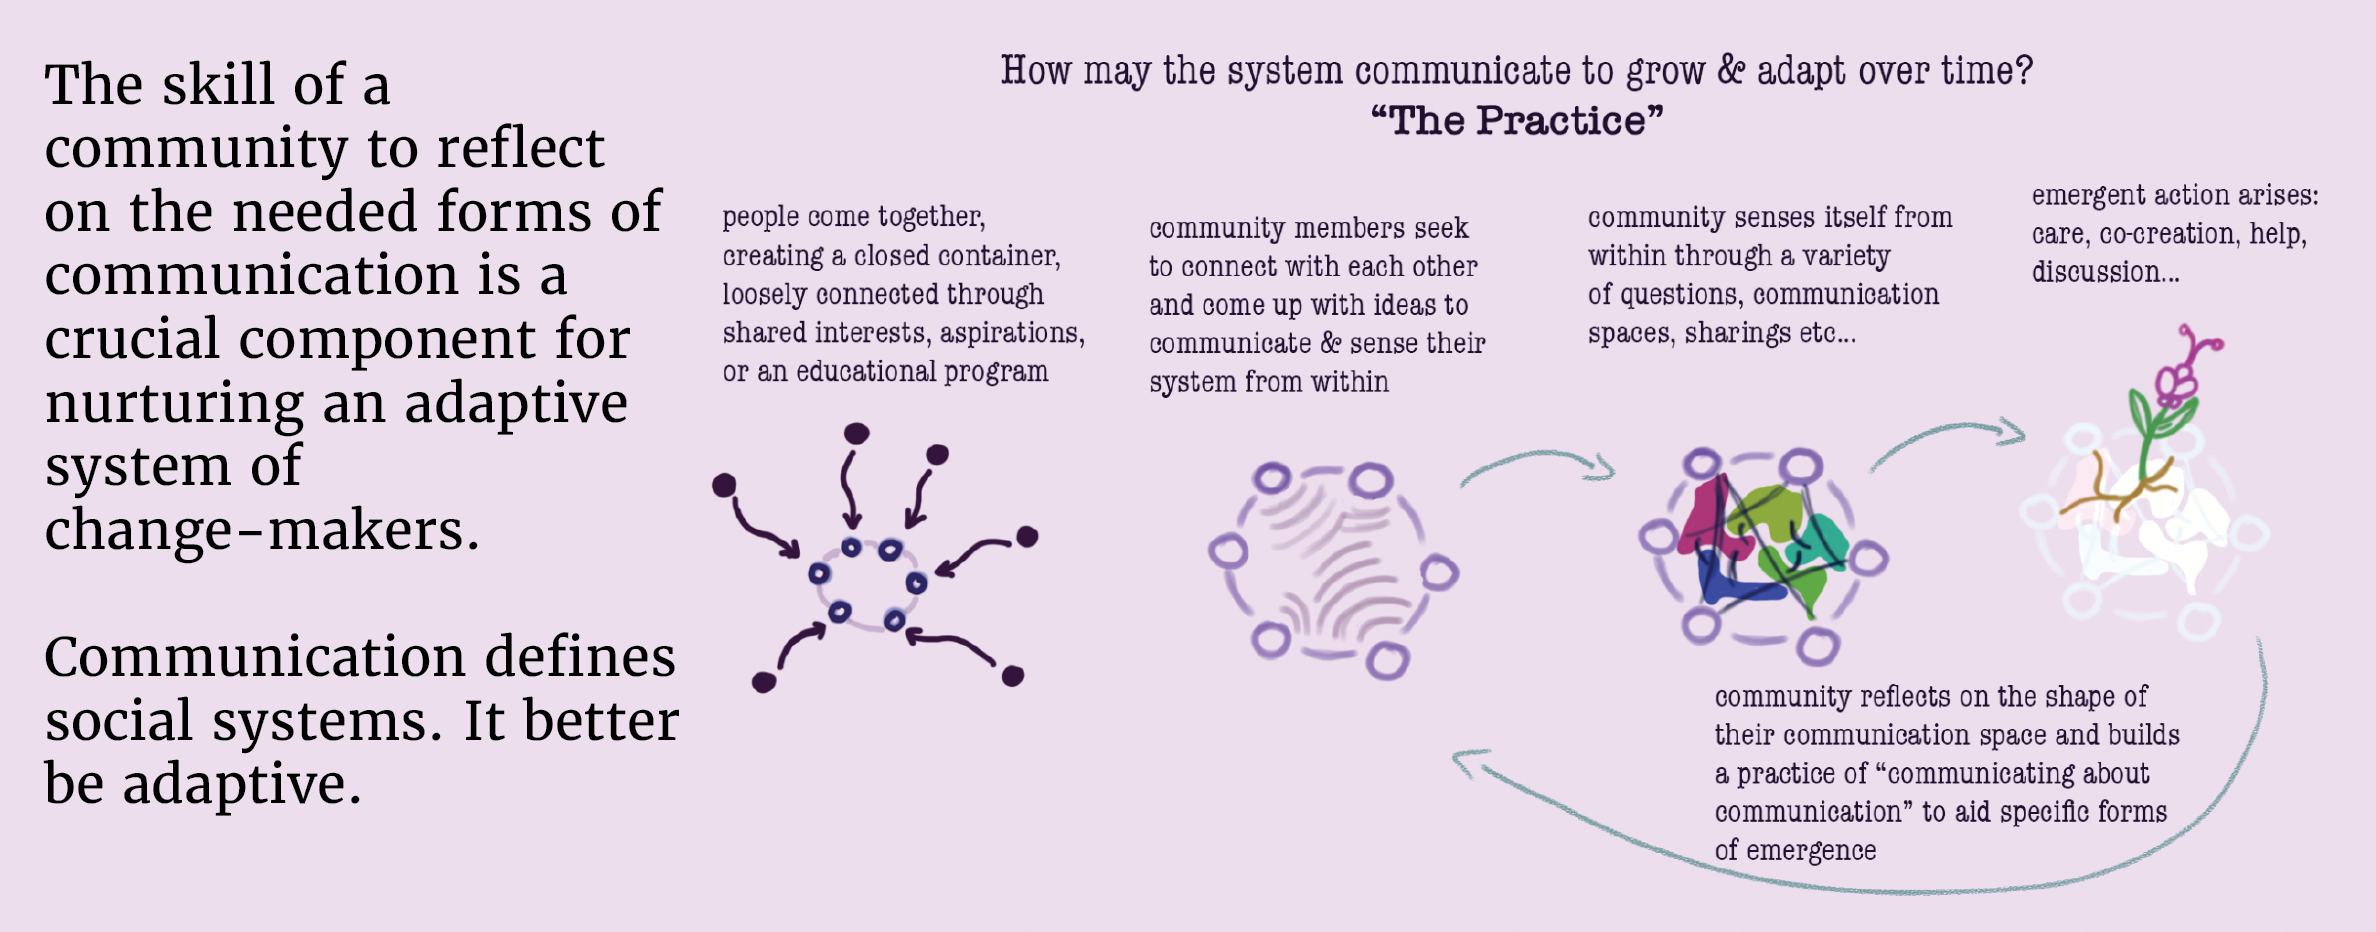 The skill of a
community to reflect
on the needed forms of
communication is a
crucial component for
nurturing an adaptive
system of
change-makers.
Communication defines
social systems. It better
be adaptive.
How may the system communicate to grow & adapt over time?
“The Practice”
people come together,
creating a closed container,
loosely connected through
shared interests, aspirations,
or an educational program
community members seek
to connect with each other
and come up with ideas to
communicate & sense their
system from within
community senses itself from
within through a variety
of questions, communication
spaces, sharings etc...
emergent action arises:
care, co-creation, help,
discussion...
community reflects on the shape of
their communication space and builds
a practice of “communicating about
communication” to aid specific forms
of emergence